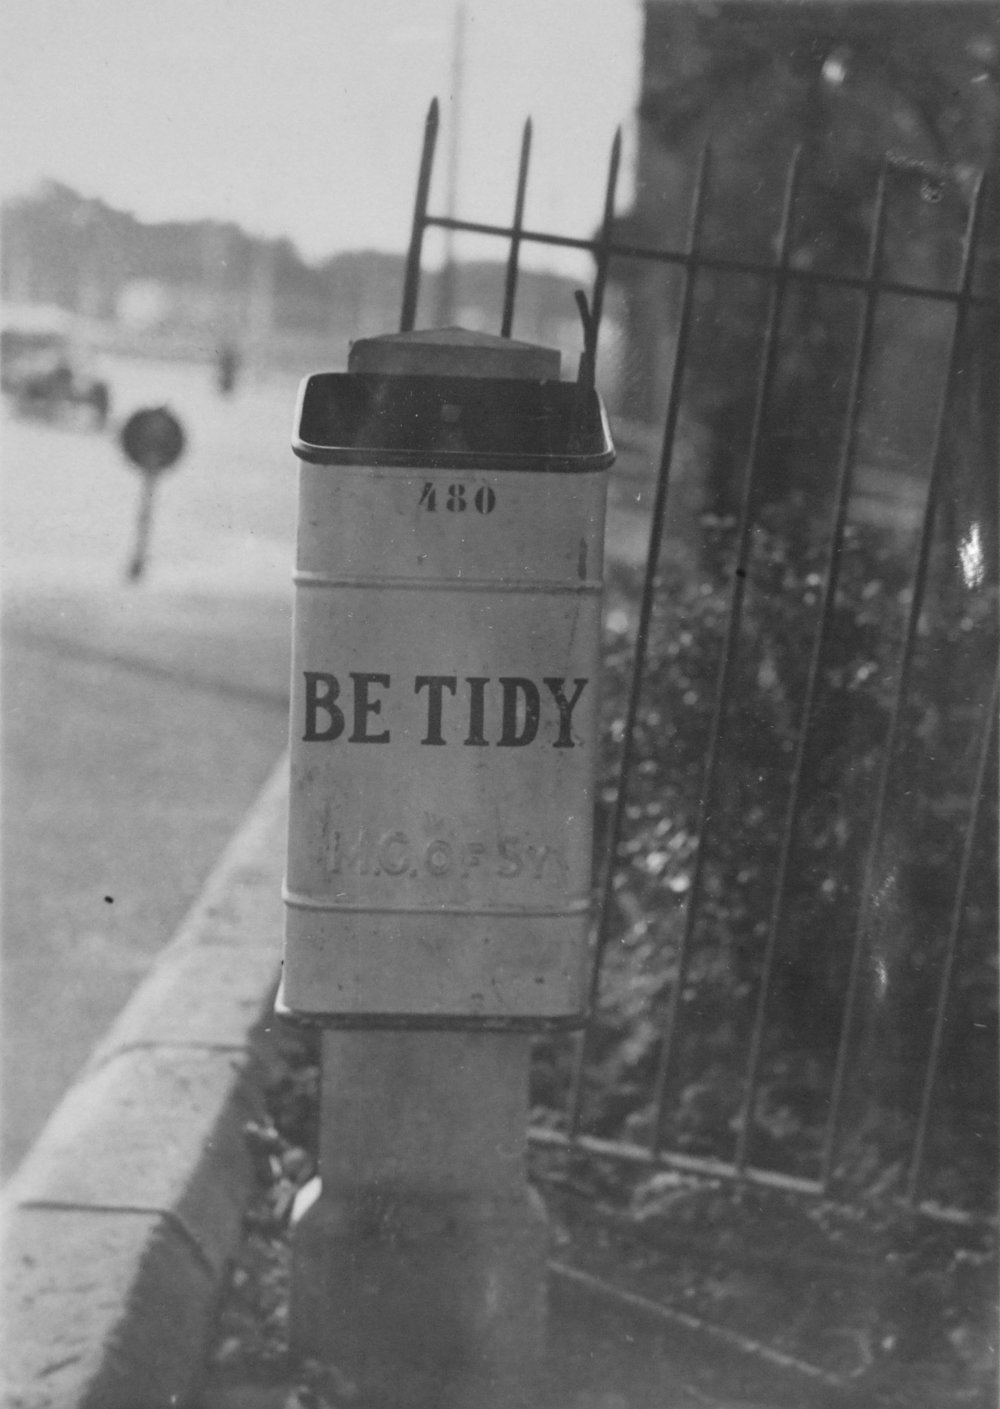 480
BE TIDY
M.C.OF SY.